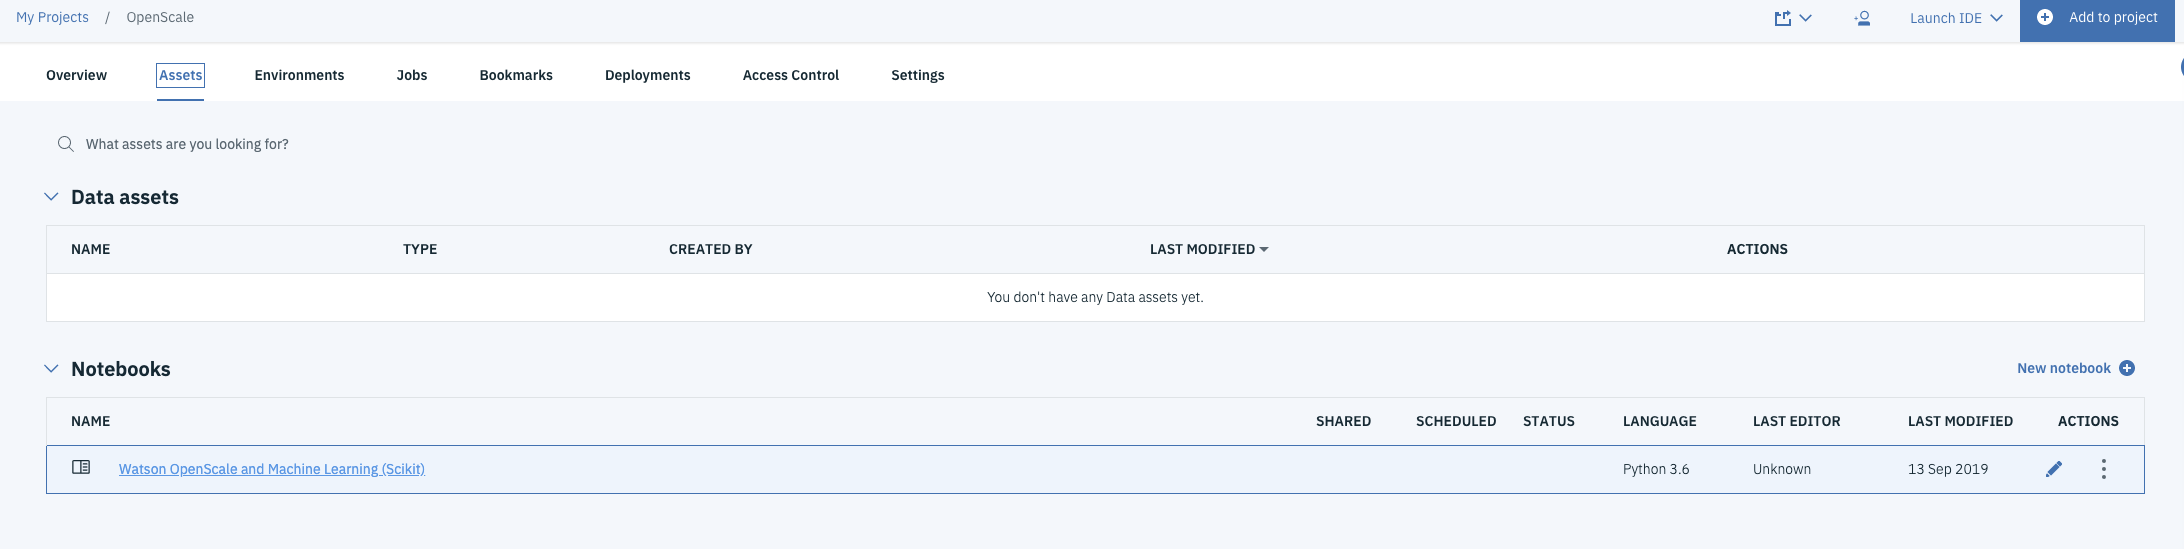 My Projects / OpenScale Launch IDE Add to project
Overview Assets Environments Jobs Bookmarks Deployments Access Control Settings
What assets are you looking for?
Data assets
NAME TYPE CREATED BY LAST MODIFIED ACTIONS
You don't have any Data assets yet.
Notebooks New notebook
NAME SHARED SCHEDULED STATUS LANGUAGE LAST EDITOR LAST MODIFIED ACTIONS
Watson OpenScale and Machine Learning (Scikit) Python 3.6 Unknown 13 Sep 2019